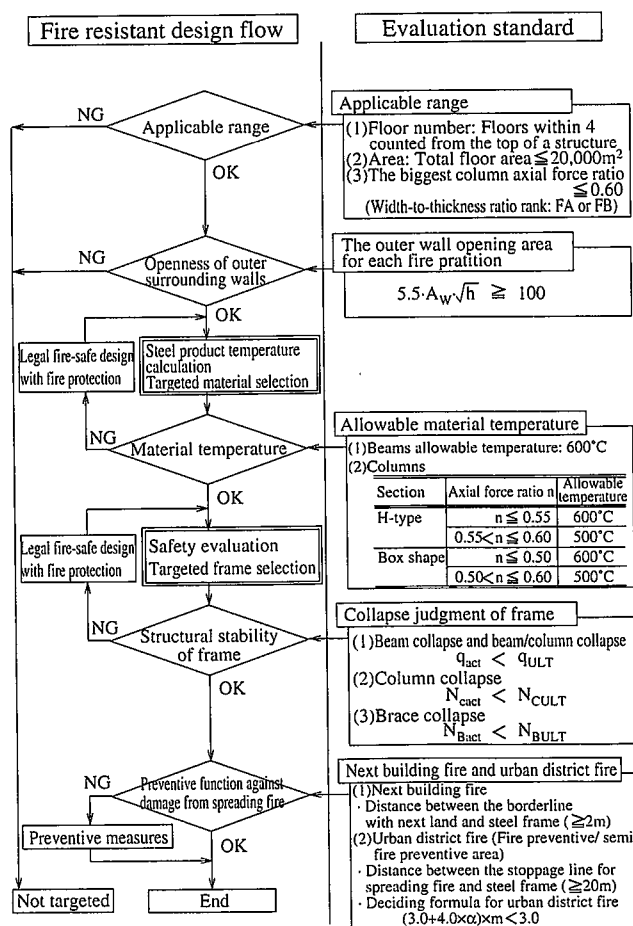 Fire resistant design flow
Evaluation standard
NG
Applicable range
OK
Applicable range
(1)Floor number: Floors within 4
counted from the top of a structure
(2)Area: Total floor area≦20,000m²
(3)The biggest column axial force ratio
≦0.60
(Width-to-thickness ratio rank: FA or FB)
NG
Openness of outer
surrounding walls
OK
The outer wall opening area
for each fire pratition
5.5·A_W·√h ≧ 100
Legal fire-safe design
with fire protection
Steel product temperature
calculation
Targeted material selection
NG
Material temperature
OK
Allowable material temperature
(1)Beams allowable temperature: 600°C
(2)Columns
Section Axial force ratio n Allowable
temperature
H-type n≦0.55 600°C
0.55<n≦0.60 500°C
Box shape n≦0.50 600°C
0.50<n≦0.60 500°C
Legal fire-safe design
with fire protection
Safety evaluation
Targeted frame selection
NG
Structural stability
of frame
OK
Collapse judgment of frame
(1)Beam collapse and beam/column collapse
q_act < q_ULT
(2)Column collapse
N_cact < N_CULT
(3)Brace collapse
N_Bact < N_BULT
NG
Preventive function against
damage from spreading fire
OK
Preventive measures
Not targeted
End
Next building fire and urban district fire
(1)Next building fire
· Distance between the borderline
with next land and steel frame (≧2m)
(2)Urban district fire (Fire preventive/ semi
fire preventive area)
· Distance between the stoppage line for
spreading fire and steel frame (≧20m)
· Deciding formula for urban district fire
(3.0+4.0×α)×m<3.0